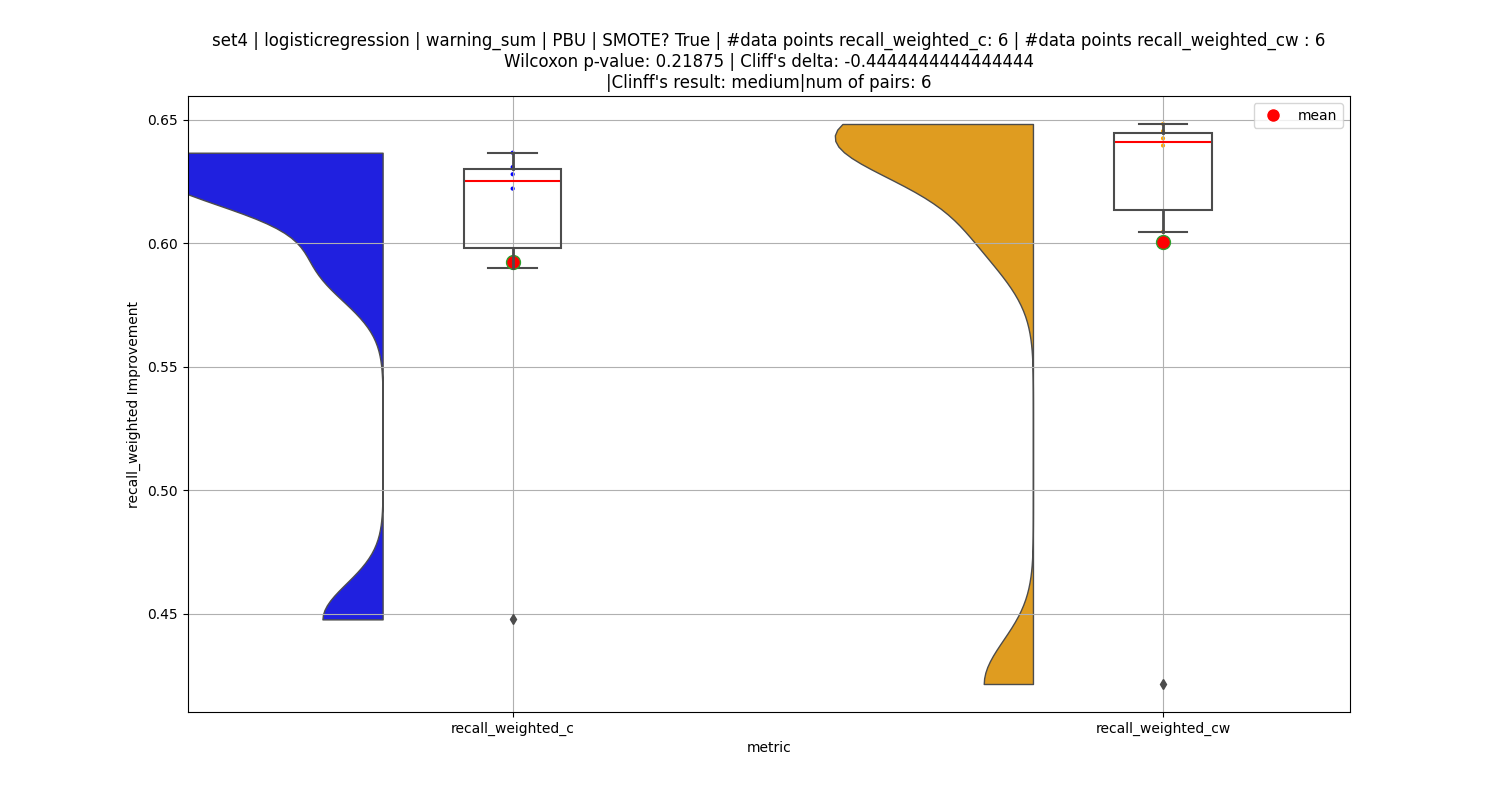 set4 | logisticregression | warning_sum | PBU | SMOTE? True | #data points recall_weighted_c: 6 | #data points recall_weighted_cw : 6
Wilcoxon p-value: 0.21875 | Cliff's delta: -0.4444444444444444
|Clinff's result: medium|num of pairs: 6
mean
0.65
0.60
0.55
0.50
0.45
recall_weighted Improvement
recall_weighted_c
recall_weighted_cw
metric